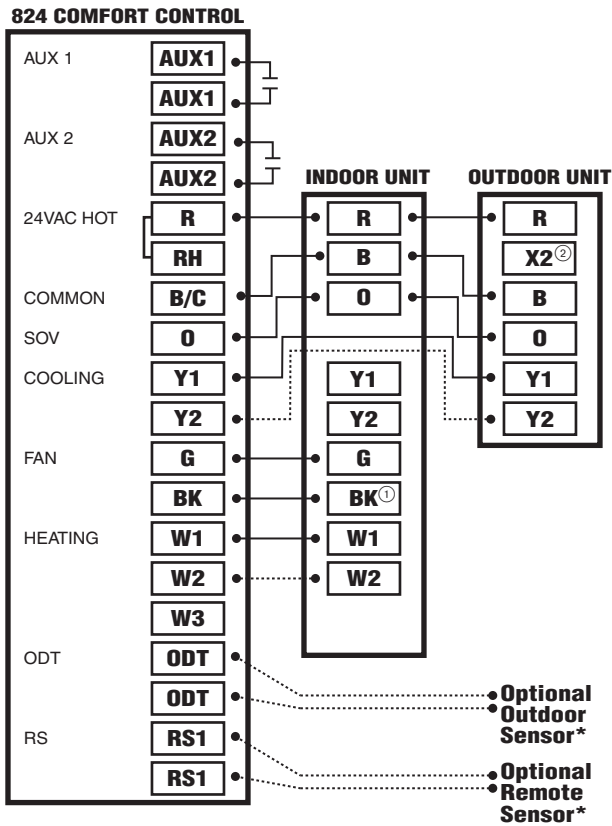 824 COMFORT CONTROL
AUX 1 AUX1
AUX1
AUX 2 AUX2
AUX2
INDOOR UNIT OUTDOOR UNIT
24VAC HOT R R R
RH B X2②
COMMON B/C O B
SOV O O
COOLING Y1 Y1 Y1
Y2 Y2 Y2
FAN G G
BK BK①
HEATING W1 W1
W2 W2
W3
ODT ODT
ODT
Optional
Outdoor
Sensor*
RS RS1
RS1
Optional
Remote
Sensor*